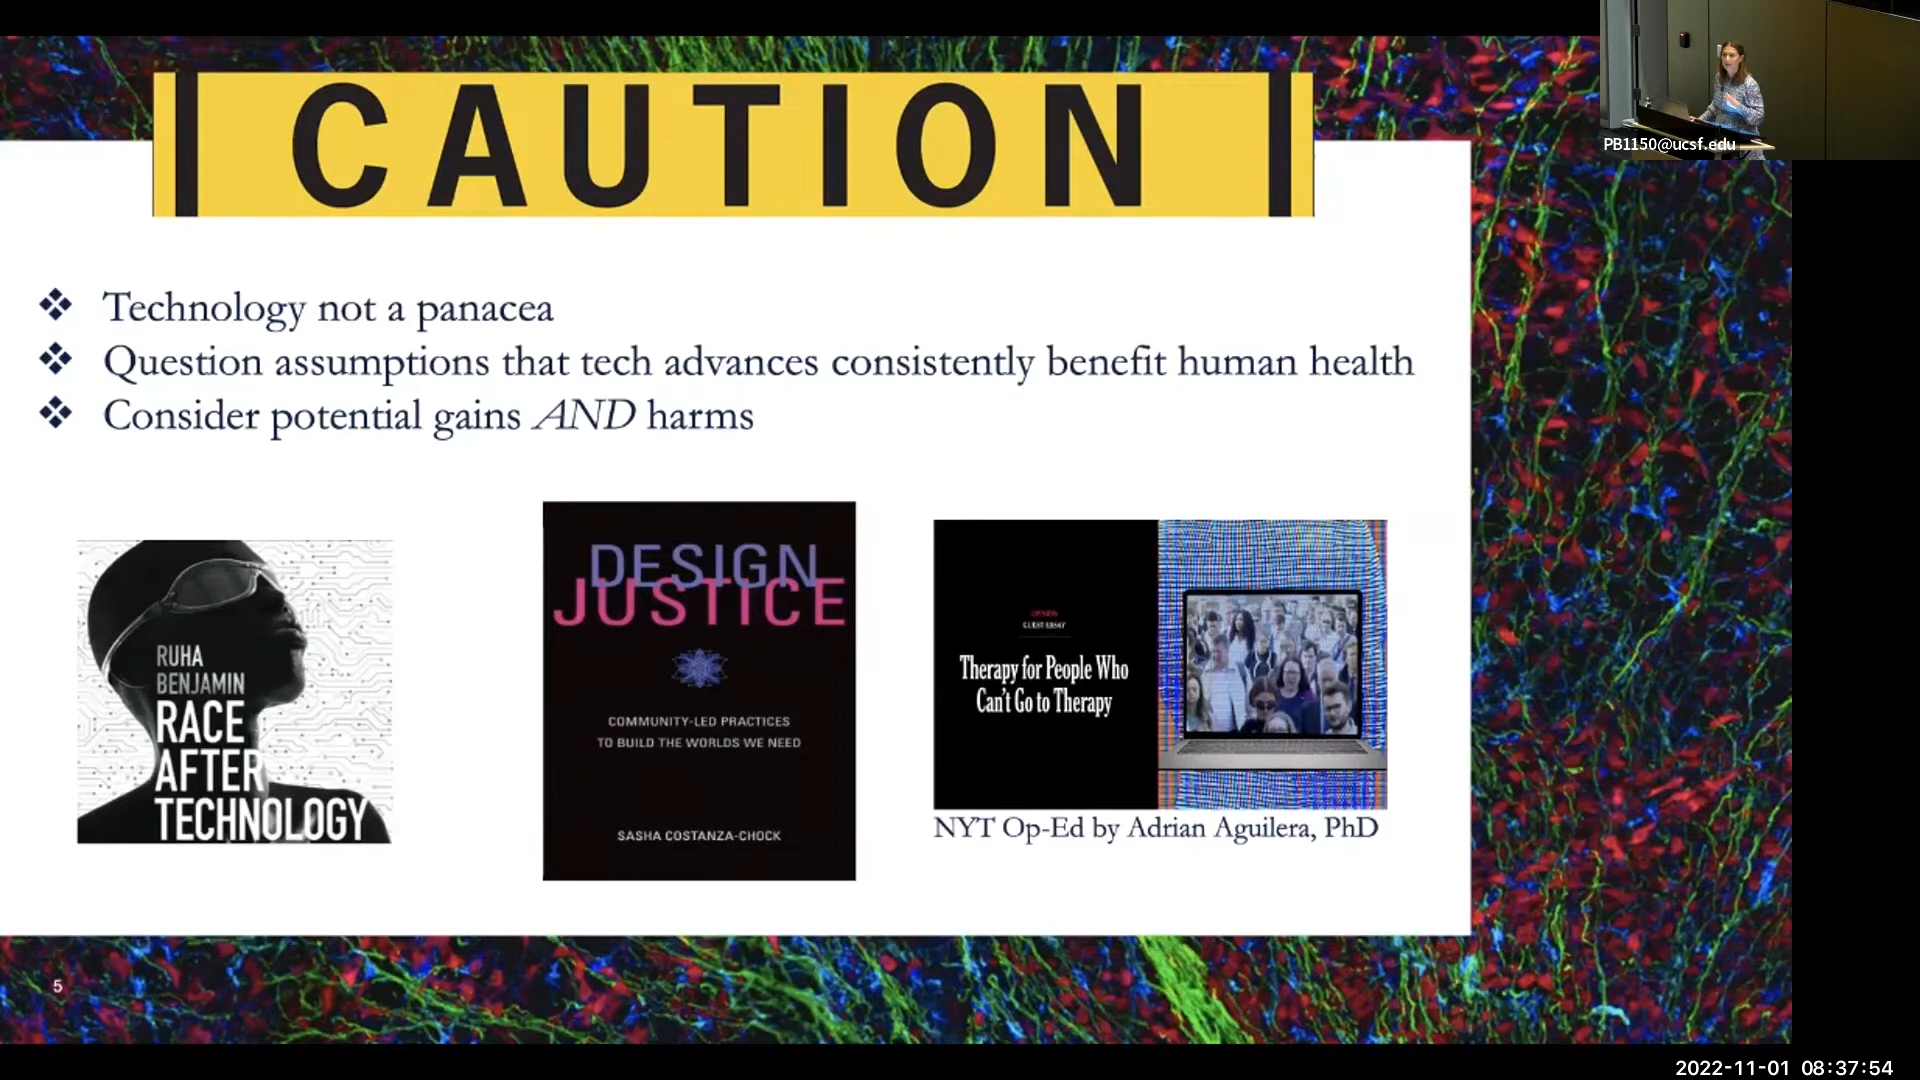 CAUTION
PB1150@ucsf.edu
Technology not a panacea
Question assumptions that tech advances consistently benefit human health
Consider potential gains AND harms
RUHA
BENJAMIN
RACE
AFTER
TECHNOLOGY
DESIGN
JUSTICE
COMMUNITY-LED PRACTICES
TO BUILD THE WORLDS WE NEED
SASHA COSTANZA-CHOCK
OPINION
GUEST ESSAY
Therapy for People Who
Can't Go to Therapy
NYT Op-Ed by Adrian Aguilera, PhD
5
2022-11-01 08:37:54